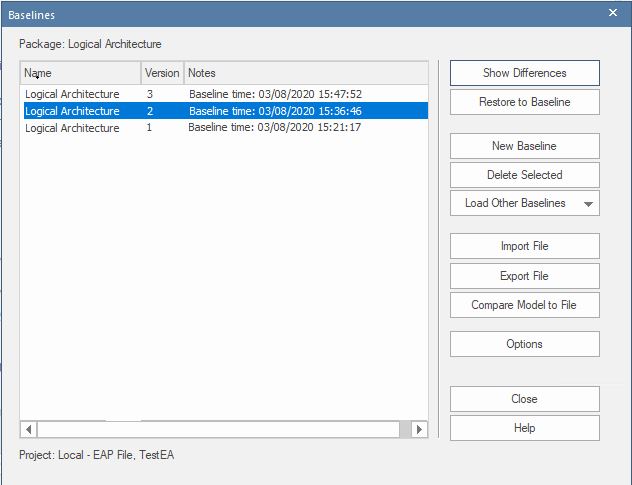 Baselines
Package: Logical Architecture
Name Version Notes
Logical Architecture 3 Baseline time: 03/08/2020 15:47:52
Logical Architecture 2 Baseline time: 03/08/2020 15:36:46
Logical Architecture 1 Baseline time: 03/08/2020 15:21:17
Show Differences
Restore to Baseline
New Baseline
Delete Selected
Load Other Baselines
Import File
Export File
Compare Model to File
Options
Close
Help
Project: Local - EAP File, TestEA